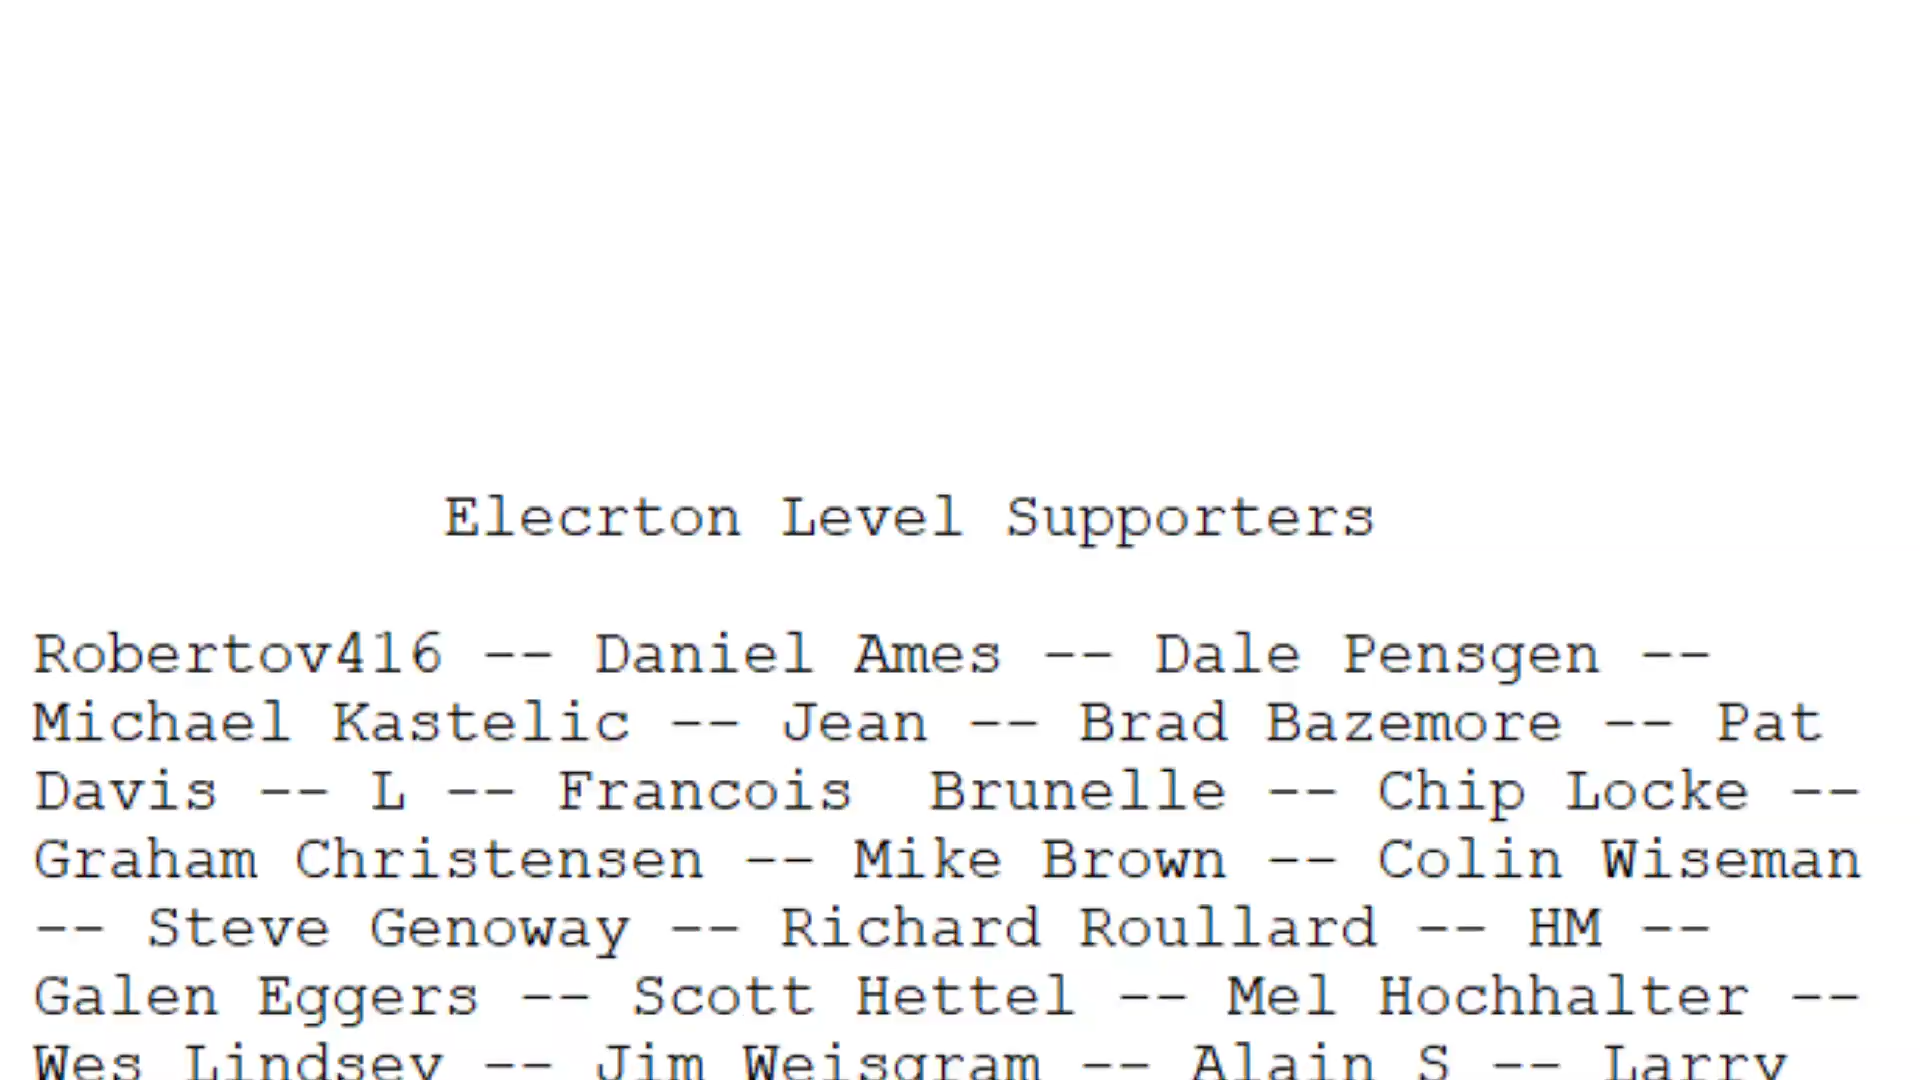 Elecrton Level Supporters
Robertov416 -- Daniel Ames -- Dale Pensgen --
Michael Kastelic -- Jean -- Brad Bazemore -- Pat
Davis -- L -- Francois  Brunelle -- Chip Locke --
Graham Christensen -- Mike Brown -- Colin Wiseman
-- Steve Genoway -- Richard Roullard -- HM --
Galen Eggers -- Scott Hettel -- Mel Hochhalter --
Wes Lindsey -- Jim Weisgram -- Alain S -- Larry